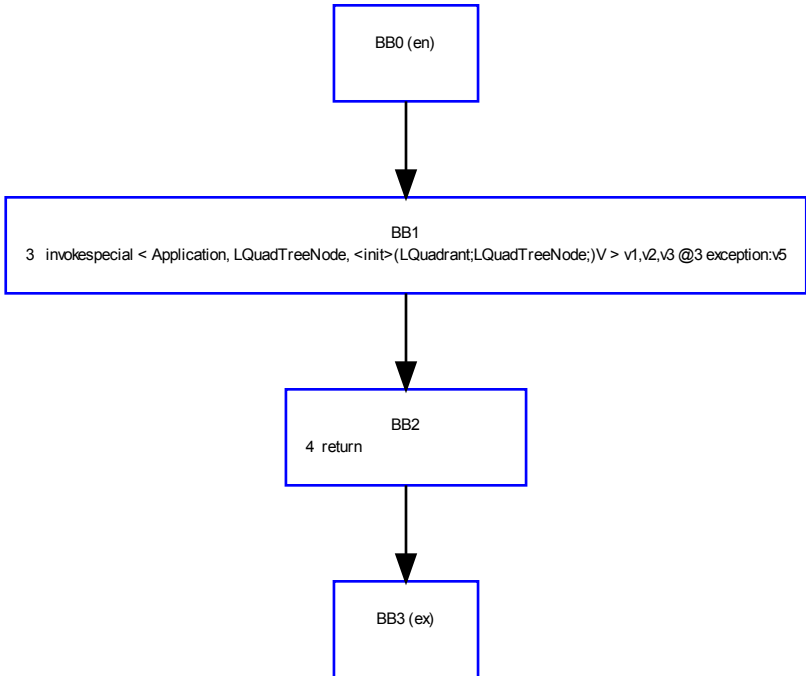 BB0 (en)
BB1
3 invokespecial < Application, LQuadTreeNode, <init>(LQuadrant;LQuadTreeNode;)V > v1,v2,v3 @3 exception:v5
BB2
4 return
BB3 (ex)